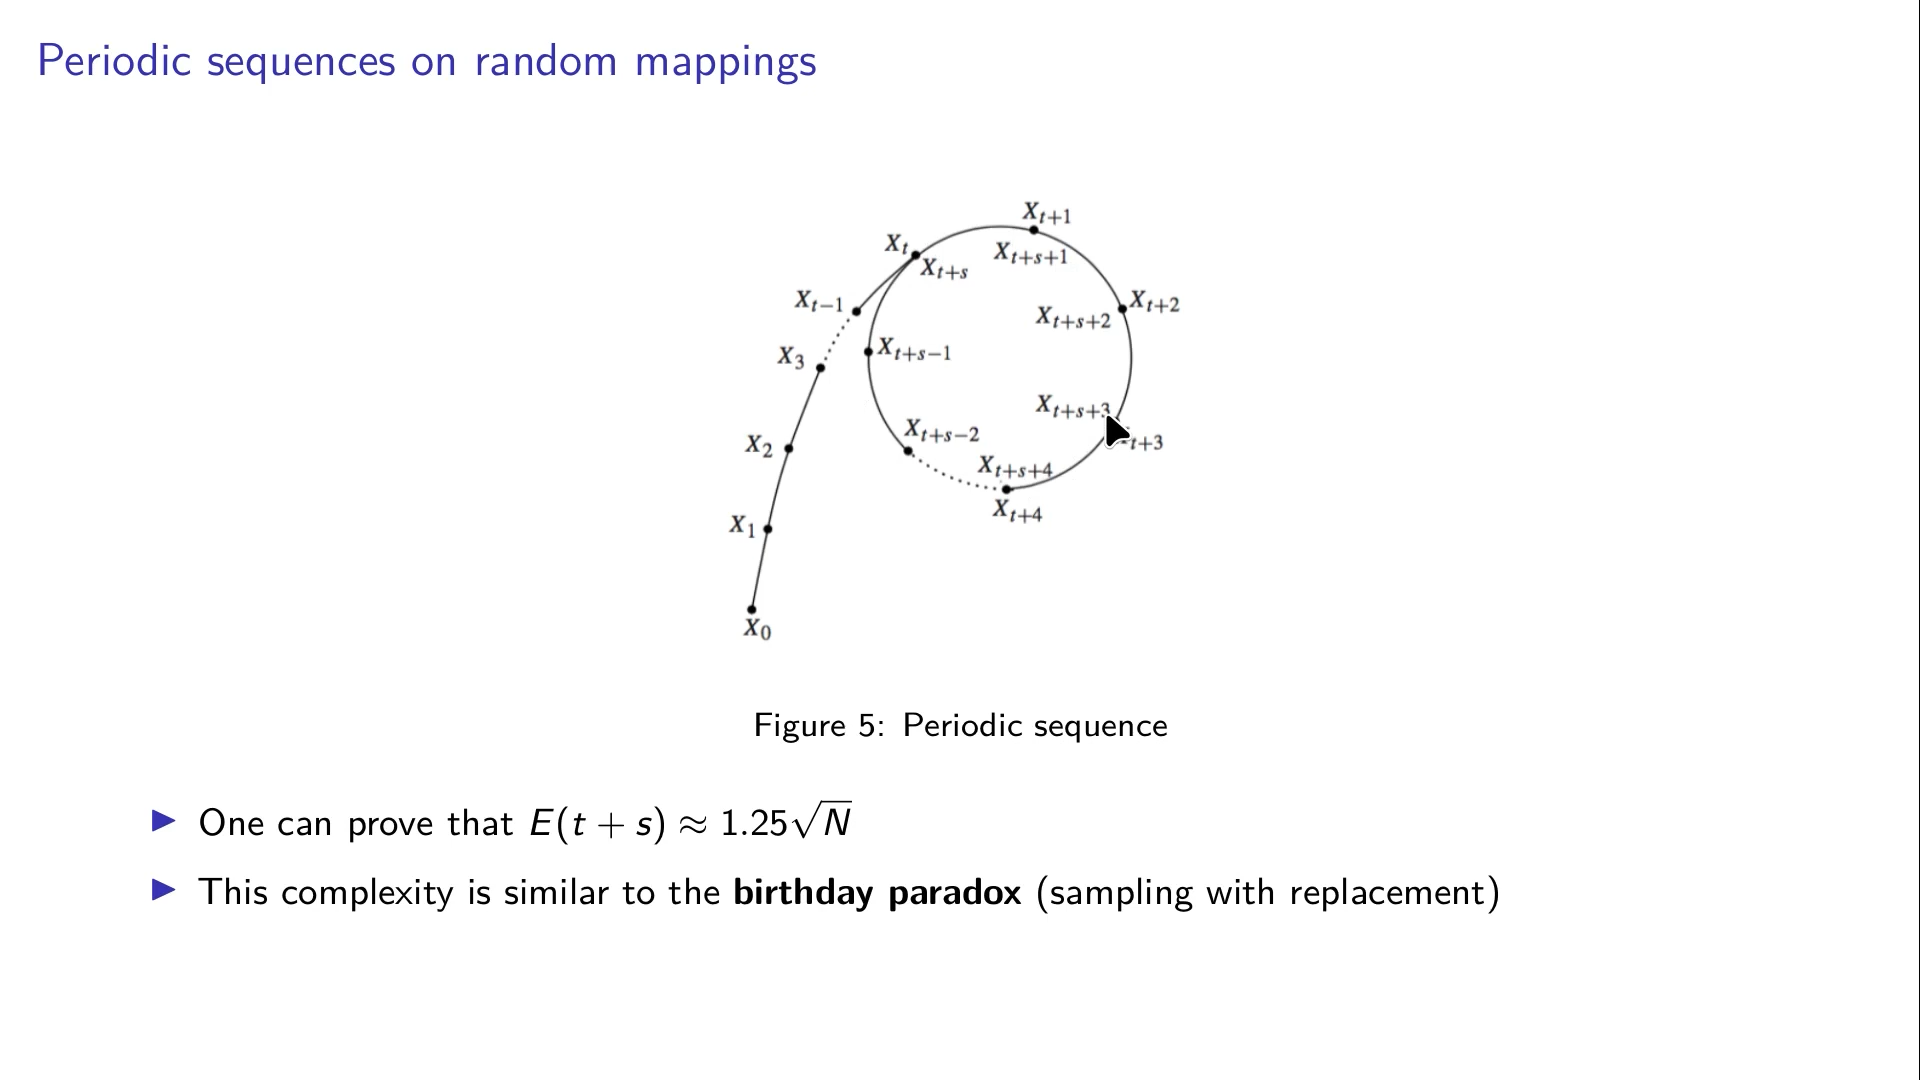 Periodic sequences on random mappings
X_{t+1}
X_t
X_{t+s}
X_{t+s+1}
X_{t-1}
X_{t+2}
X_{t+s+2}
X_3
X_{t+s-1}
X_{t+s+3}
X_2
X_{t+s-2}
t+3
X_{t+s+4}
X_{t+4}
X_1
X_0
Figure 5: Periodic sequence
▶ One can prove that E(t + s) ≈ 1.25√N
▶ This complexity is similar to the birthday paradox (sampling with replacement)